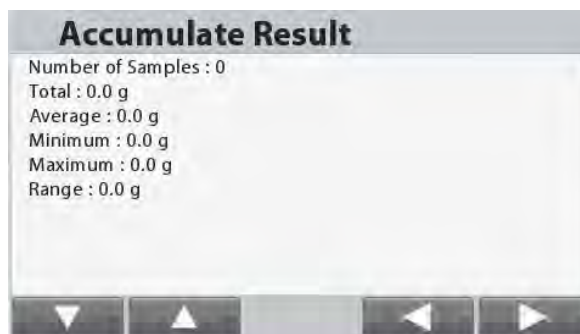 Accumulate Result
Number of Samples : 0
Total : 0.0 g
Average : 0.0 g
Minimum : 0.0 g
Maximum : 0.0 g
Range : 0.0 g